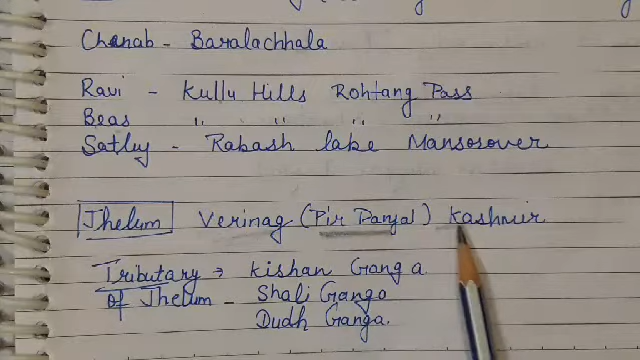 Chenab - Baralachhala
Ravi - Kullu Hills Rohtang Pass
Beas " " " "
Satluj - Rakash lake Mansosover
Jhelum Verinag (Pir Panjal) Kashmir
Tributary → Kishan Ganga
of Jhelum - Shali Ganga
Dudh Ganga.